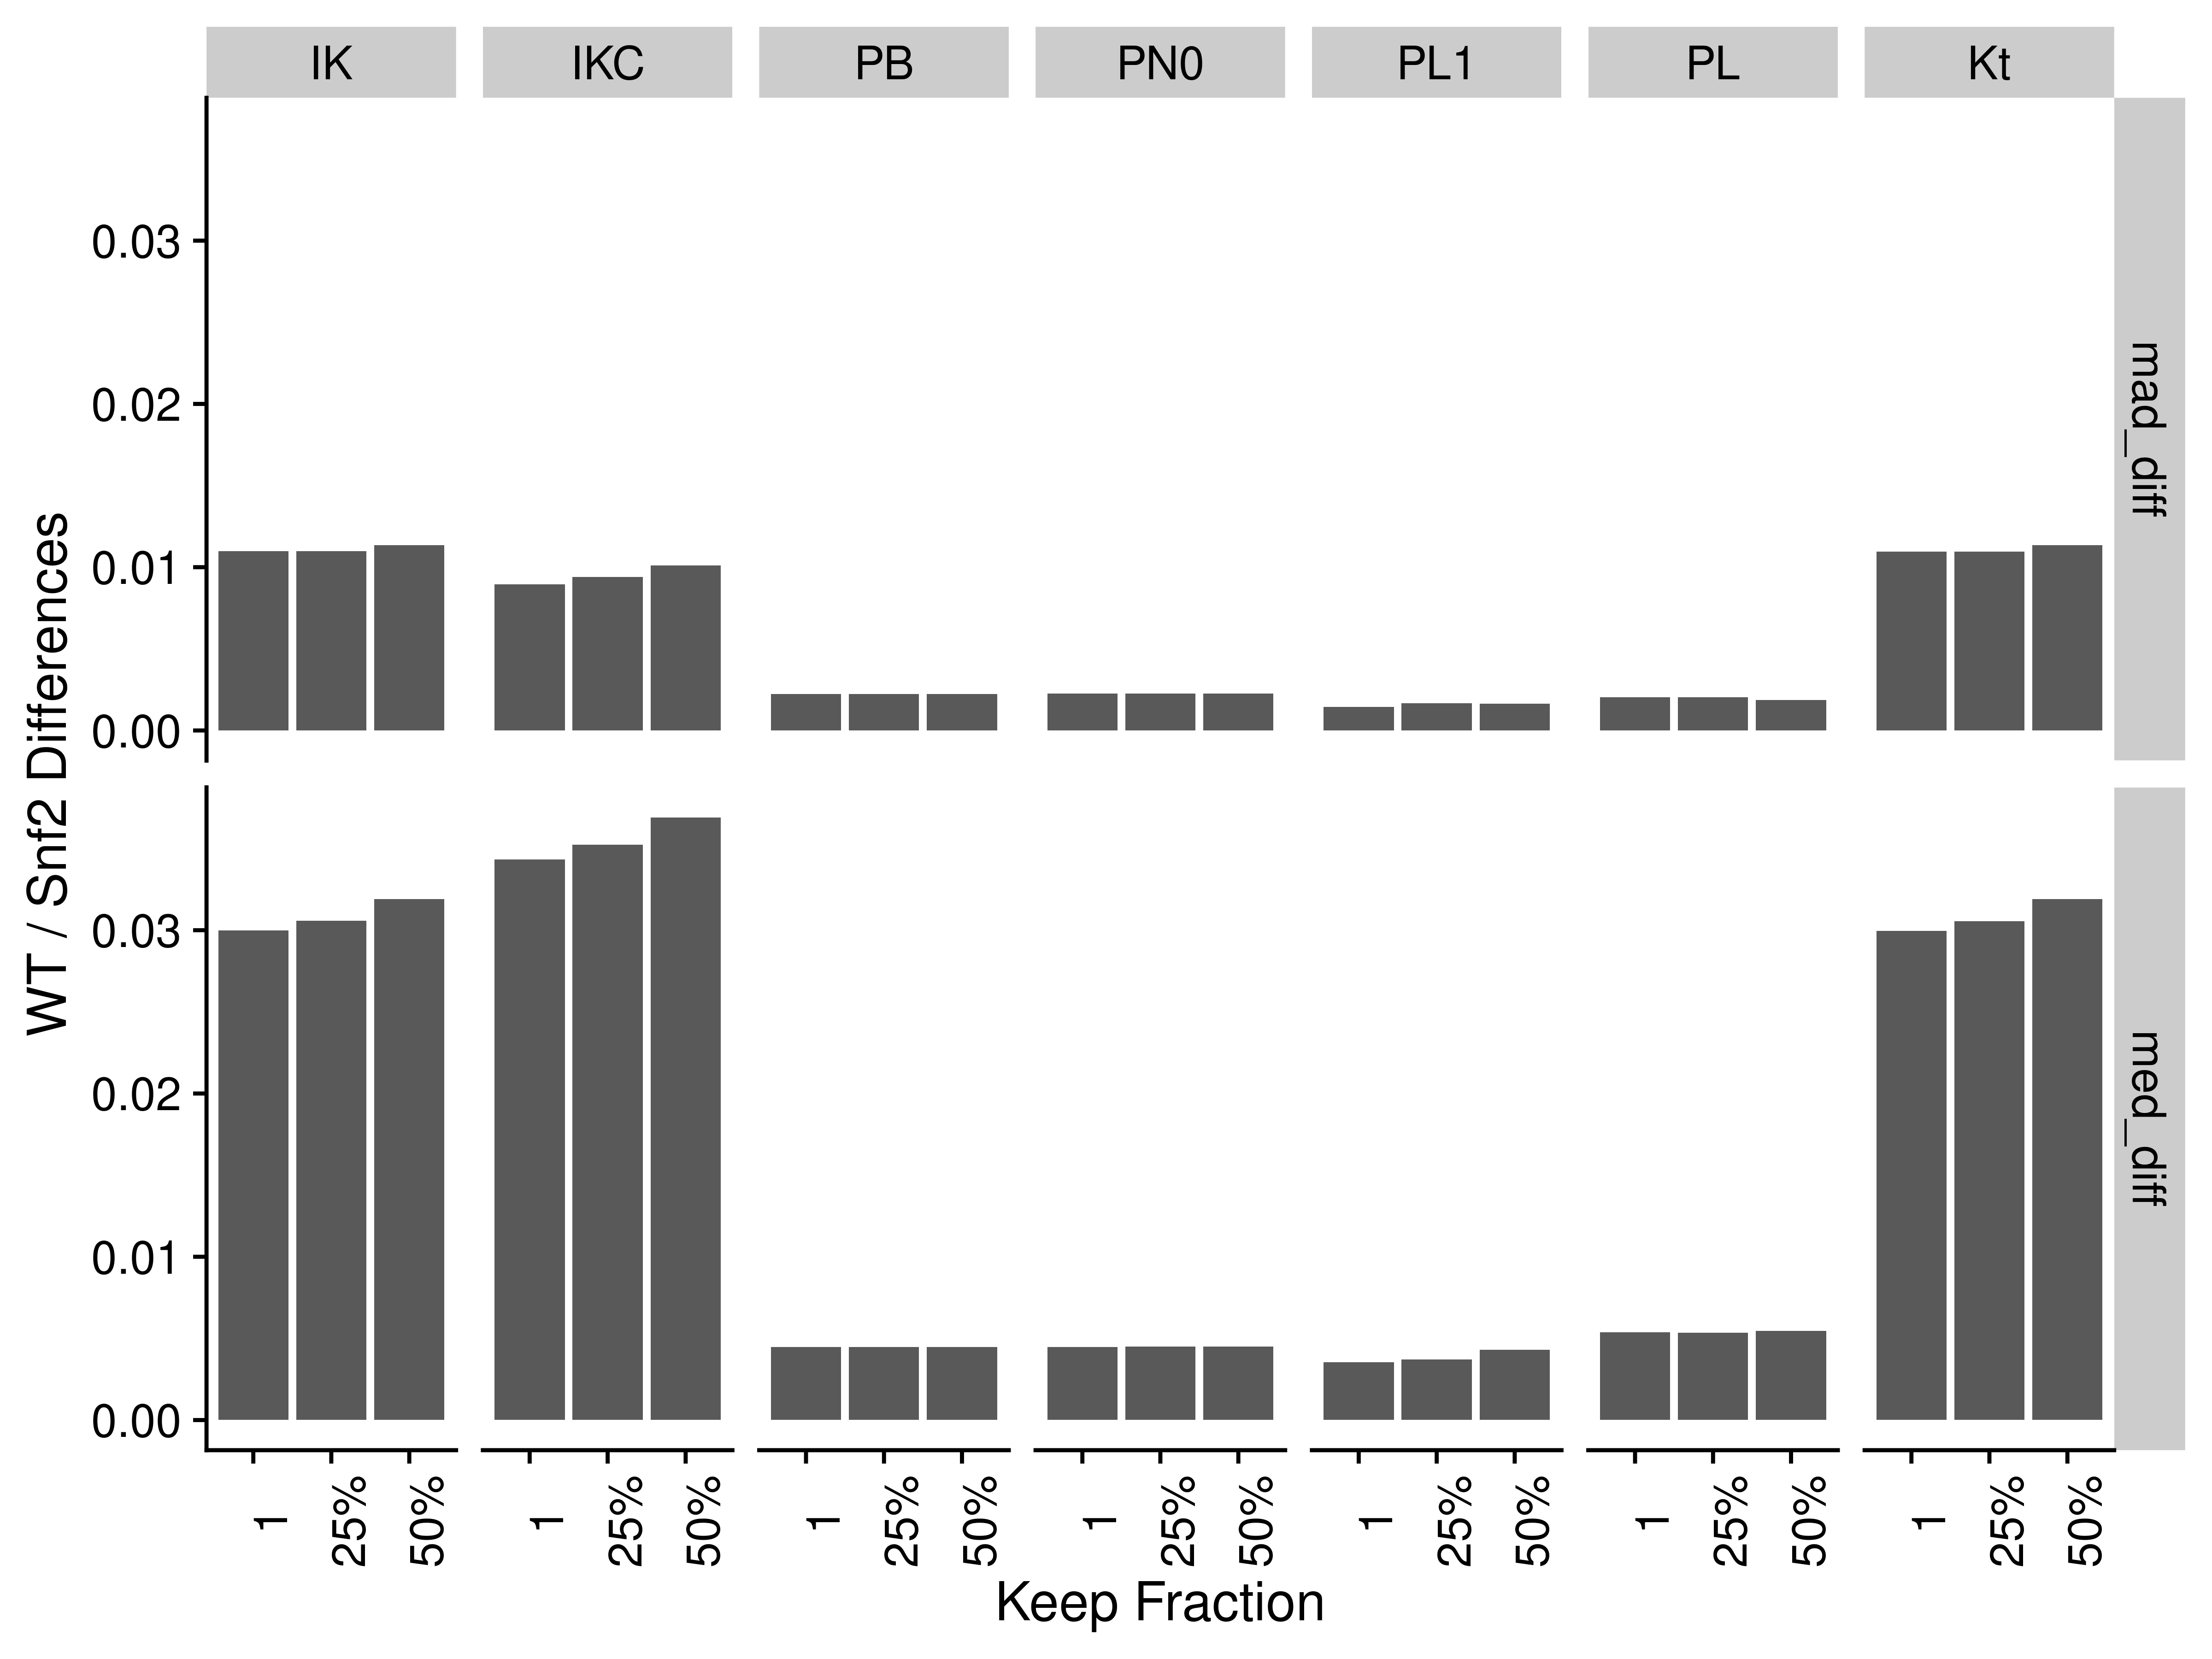 IK IKC PB PN0 PL1 PL Kt
WT / Snf2 Differences
0.03
0.02
0.01
0.00
mad_diff
0.03
0.02
0.01
0.00
med_diff
1 25% 50% 1 25% 50% 1 25% 50% 1 25% 50% 1 25% 50% 1 25% 50% 1 25% 50%
Keep Fraction